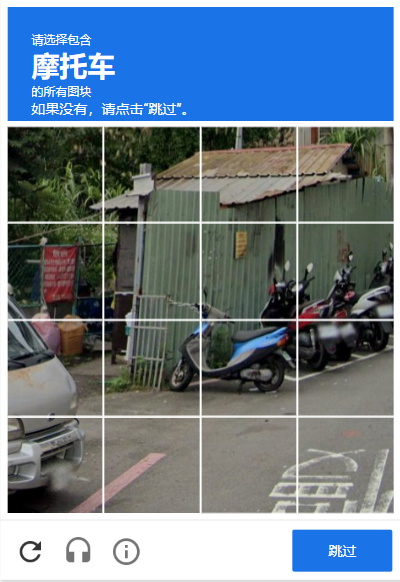 请选择包含
摩托车
的所有图块
如果没有，请点击“跳过”。
跳过